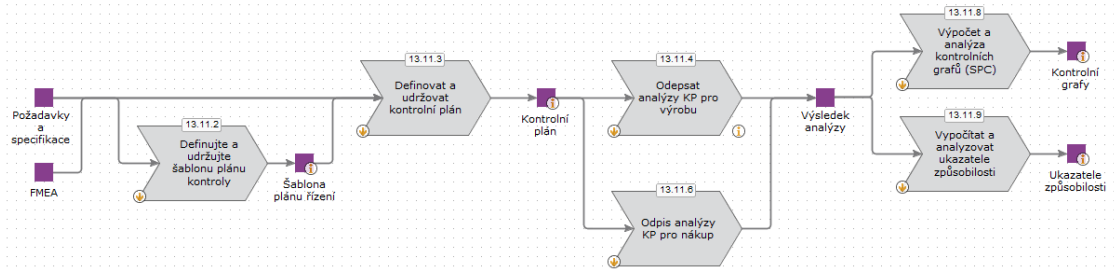 Požadavky
a
specifikace
FMEA
13.11.2
Definujte a
udržujte
šablonu plánu
kontroly
Šablona
plánu řízení
13.11.3
Definovat a
udržovat
kontrolní plán
Kontrolní
plán
13.11.4
Odepsat
analýzy KP pro
výrobu
13.11.6
Odpis analýzy
KP pro nákup
Výsledek
analýzy
13.11.8
Výpočet a
analýza
kontrolních
grafů (SPC)
Kontrolní
grafy
13.11.9
Vypočítat a
analyzovat
ukazatele
způsobilosti
Ukazatele
způsobilosti